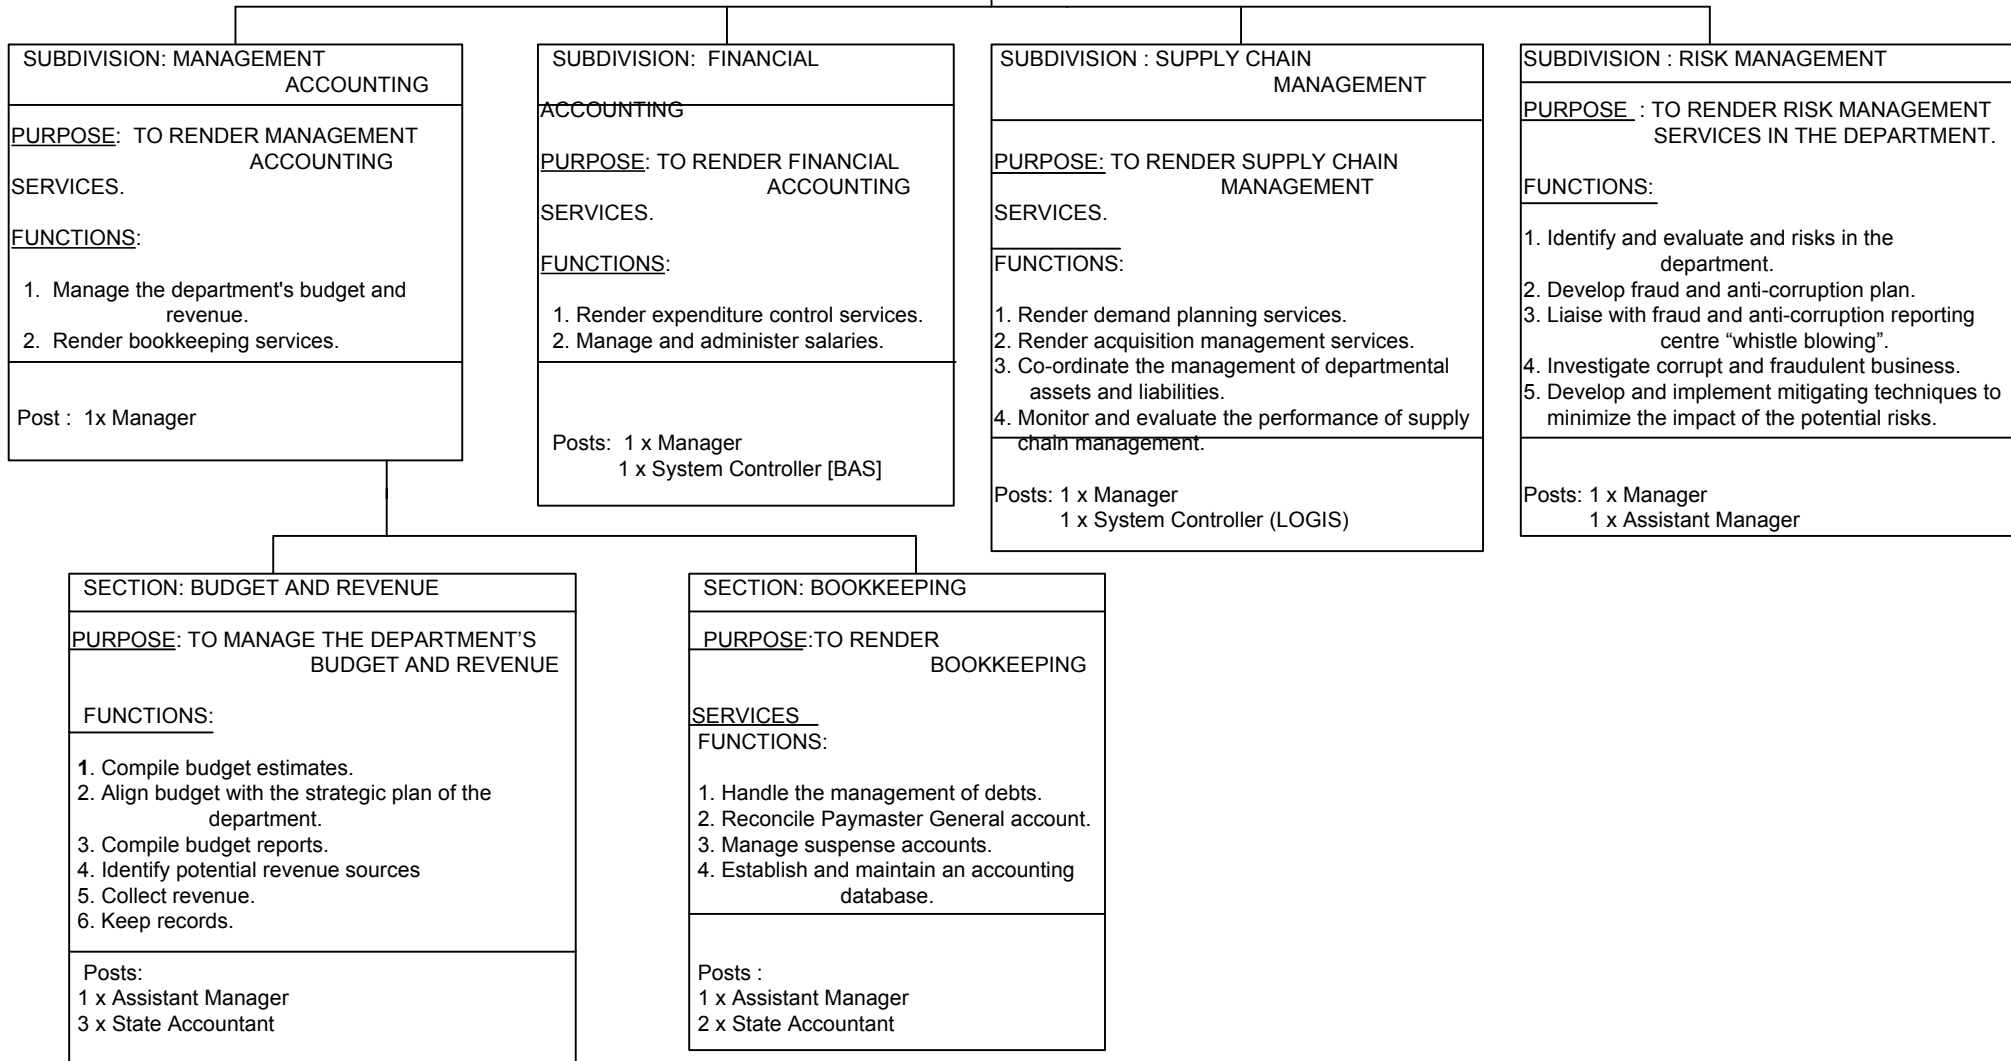 SUBDIVISION: MANAGEMENT
ACCOUNTING
PURPOSE: TO RENDER MANAGEMENT
ACCOUNTING
SERVICES.
FUNCTIONS:
1. Manage the department's budget and
revenue.
2. Render bookkeeping services.
Post : 1x Manager
SUBDIVISION: FINANCIAL
ACCOUNTING
PURPOSE: TO RENDER FINANCIAL
ACCOUNTING
SERVICES.
FUNCTIONS:
1. Render expenditure control services.
2. Manage and administer salaries.
Posts: 1 x Manager
1 x System Controller [BAS]
SUBDIVISION : SUPPLY CHAIN
MANAGEMENT
PURPOSE: TO RENDER SUPPLY CHAIN
MANAGEMENT
SERVICES.
FUNCTIONS:
1. Render demand planning services.
2. Render acquisition management services.
3. Co-ordinate the management of departmental
assets and liabilities.
4. Monitor and evaluate the performance of supply
chain management.
Posts: 1 x Manager
1 x System Controller (LOGIS)
SUBDIVISION : RISK MANAGEMENT
PURPOSE : TO RENDER RISK MANAGEMENT
SERVICES IN THE DEPARTMENT.
FUNCTIONS:
1. Identify and evaluate and risks in the
department.
2. Develop fraud and anti-corruption plan.
3. Liaise with fraud and anti-corruption reporting
centre “whistle blowing”.
4. Investigate corrupt and fraudulent business.
5. Develop and implement mitigating techniques to
minimize the impact of the potential risks.
Posts: 1 x Manager
1 x Assistant Manager
SECTION: BUDGET AND REVENUE
PURPOSE: TO MANAGE THE DEPARTMENT’S
BUDGET AND REVENUE
FUNCTIONS:
1. Compile budget estimates.
2. Align budget with the strategic plan of the
department.
3. Compile budget reports.
4. Identify potential revenue sources
5. Collect revenue.
6. Keep records.
Posts:
1 x Assistant Manager
3 x State Accountant
SECTION: BOOKKEEPING
PURPOSE:TO RENDER
BOOKKEEPING
SERVICES
FUNCTIONS:
1. Handle the management of debts.
2. Reconcile Paymaster General account.
3. Manage suspense accounts.
4. Establish and maintain an accounting
database.
Posts :
1 x Assistant Manager
2 x State Accountant